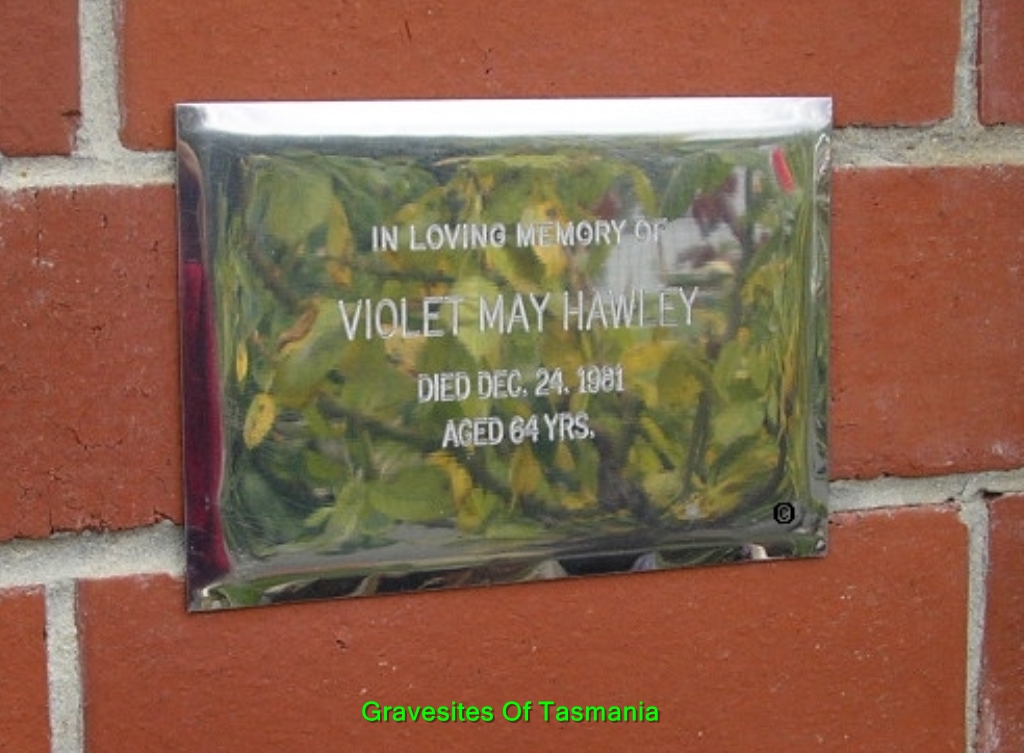 IN LOVING MEMORY OF
VIOLET MAY HAWLEY
DIED DEC. 24. 1981
AGED 64 YRS.
©
Gravesites Of Tasmania